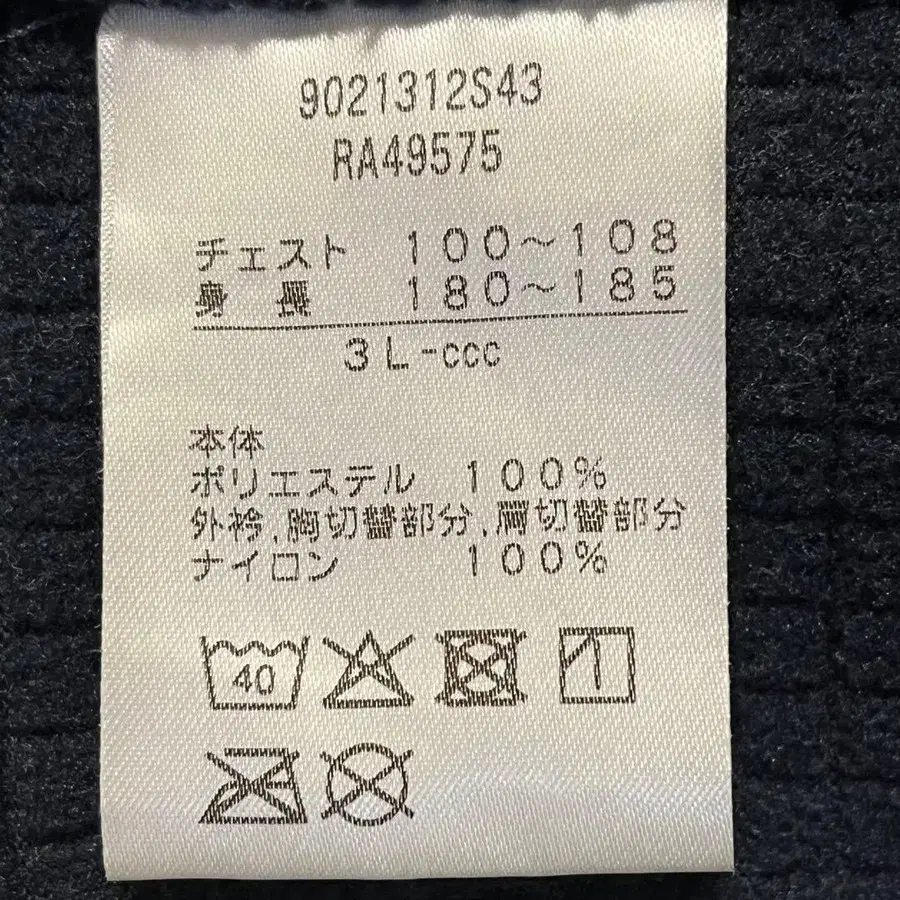 9021312S43
RA49575
チェスト 100～108
身 長 180～185
3L-ccc
本体
ポリエステル 100%
外衿,胸切替部分,肩切替部分
ナイロン 100%
40